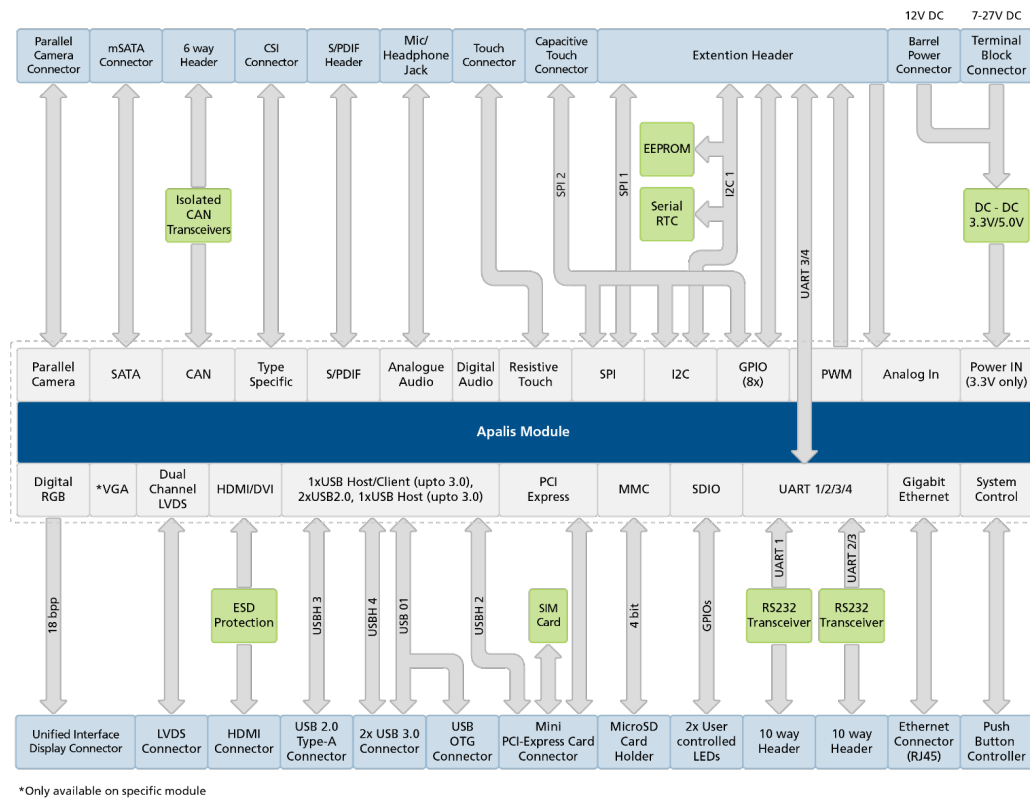 12V DC
7-27V DC
Parallel
Camera
Connector
mSATA
Connector
6 way
Header
CSI
Connector
S/PDIF
Header
Mic/
Headphone
Jack
Touch
Connector
Capacitive
Touch
Connector
Extention Header
Barrel
Power
Connector
Terminal
Block
Connector
EEPROM
Serial
RTC
Isolated
CAN
Transceivers
SPI 2
SPI 1
I2C 1
UART 3/4
DC - DC
3.3V/5.0V
Parallel
Camera
SATA
CAN
Type
Specific
S/PDIF
Analogue
Audio
Digital
Audio
Resistive
Touch
SPI
I2C
GPIO
(8x)
PWM
Analog In
Power IN
(3.3V only)
Apalis Module
Digital
RGB
*VGA
Dual
Channel
LVDS
HDMI/DVI
1xUSB Host/Client (upto 3.0),
2xUSB2.0, 1xUSB Host (upto 3.0)
PCI
Express
MMC
SDIO
UART 1/2/3/4
Gigabit
Ethernet
System
Control
18 bpp
ESD
Protection
USBH 3
USBH 4
USB 01
USBH 2
SIM
Card
4 bit
GPIOs
UART 1
RS232
Transceiver
UART 2/3
RS232
Transceiver
Unified Interface
Display Connector
LVDS
Connector
HDMI
Connector
USB 2.0
Type-A
Connector
2x USB 3.0
Connector
USB
OTG
Connector
Mini
PCI-Express Card
Connector
MicroSD
Card
Holder
2x User
controlled
LEDs
10 way
Header
10 way
Header
Ethernet
Connector
(RJ45)
Push
Button
Controller
*Only available on specific module